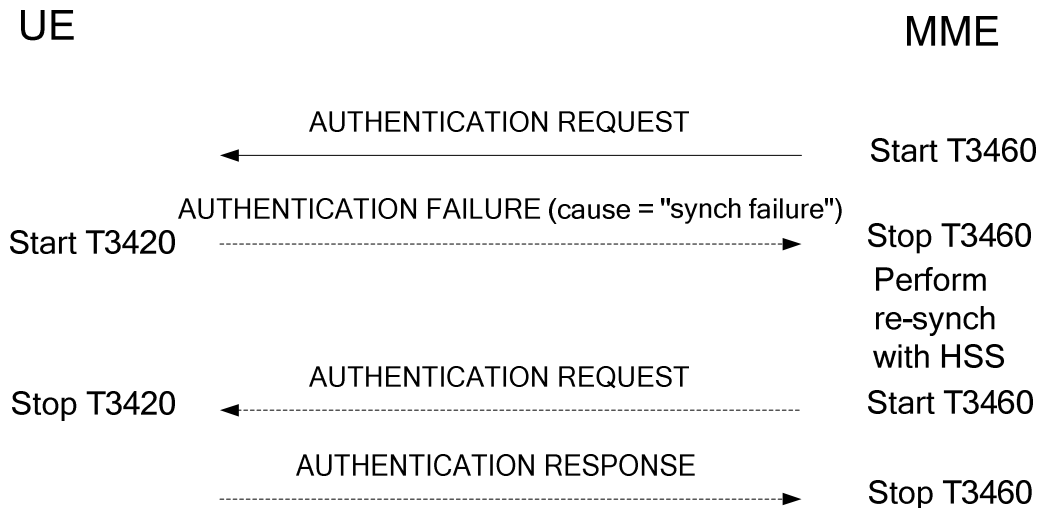 UE
MME
AUTHENTICATION REQUEST
Start T3460
AUTHENTICATION FAILURE (cause = "synch failure")
Start T3420
Stop T3460
Perform
re-synch
with HSS
AUTHENTICATION REQUEST
Stop T3420
Start T3460
AUTHENTICATION RESPONSE
Stop T3460